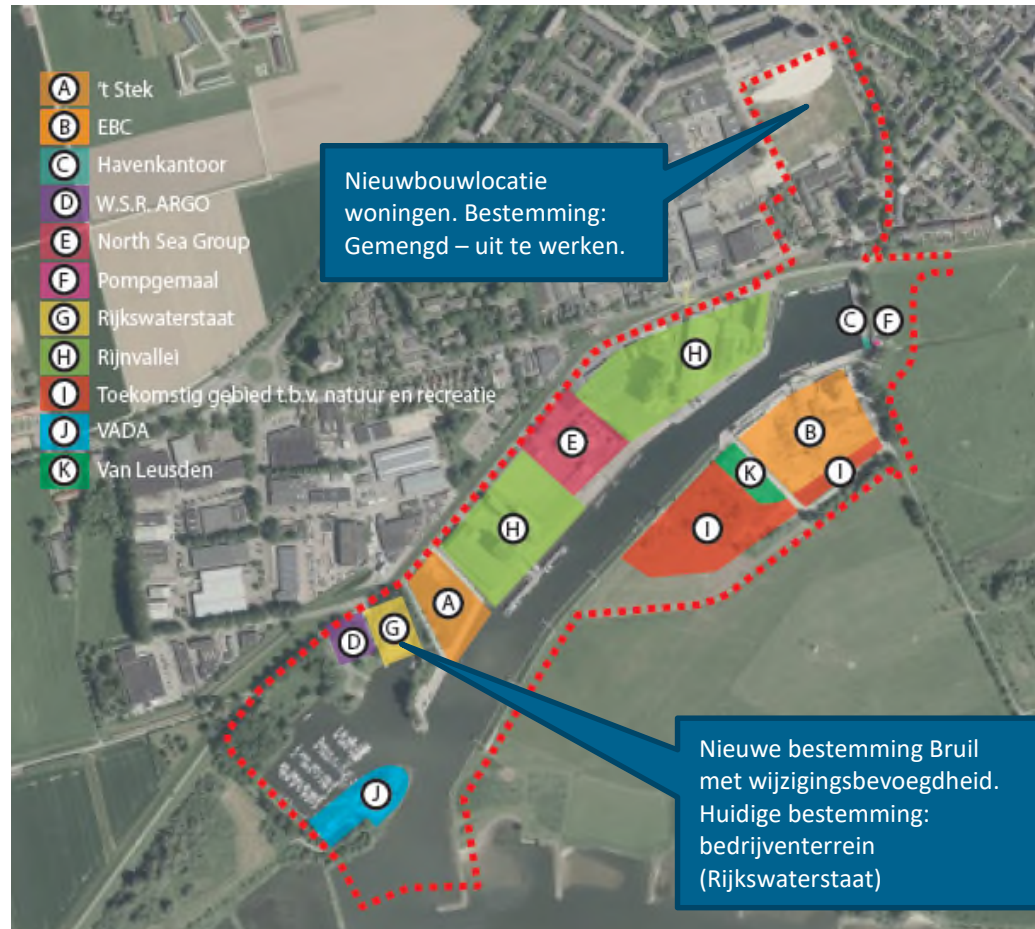 A 't Stek
B EBC
C Havenkantoor
D W.S.R. ARGO
E North Sea Group
F Pompgemaal
G Rijkswaterstaat
H Rijnvallei
I Toekomstig gebied t.b.v. natuur en recreatie
J VADA
K Van Leusden
Nieuwbouwlocatie
woningen. Bestemming:
Gemengd – uit te werken.
C F
H
B
E
K I
I
H
A
G
D
J
Nieuwe bestemming Bruil
met wijzigingsbevoegdheid.
Huidige bestemming:
bedrijventerrein
(Rijkswaterstaat)